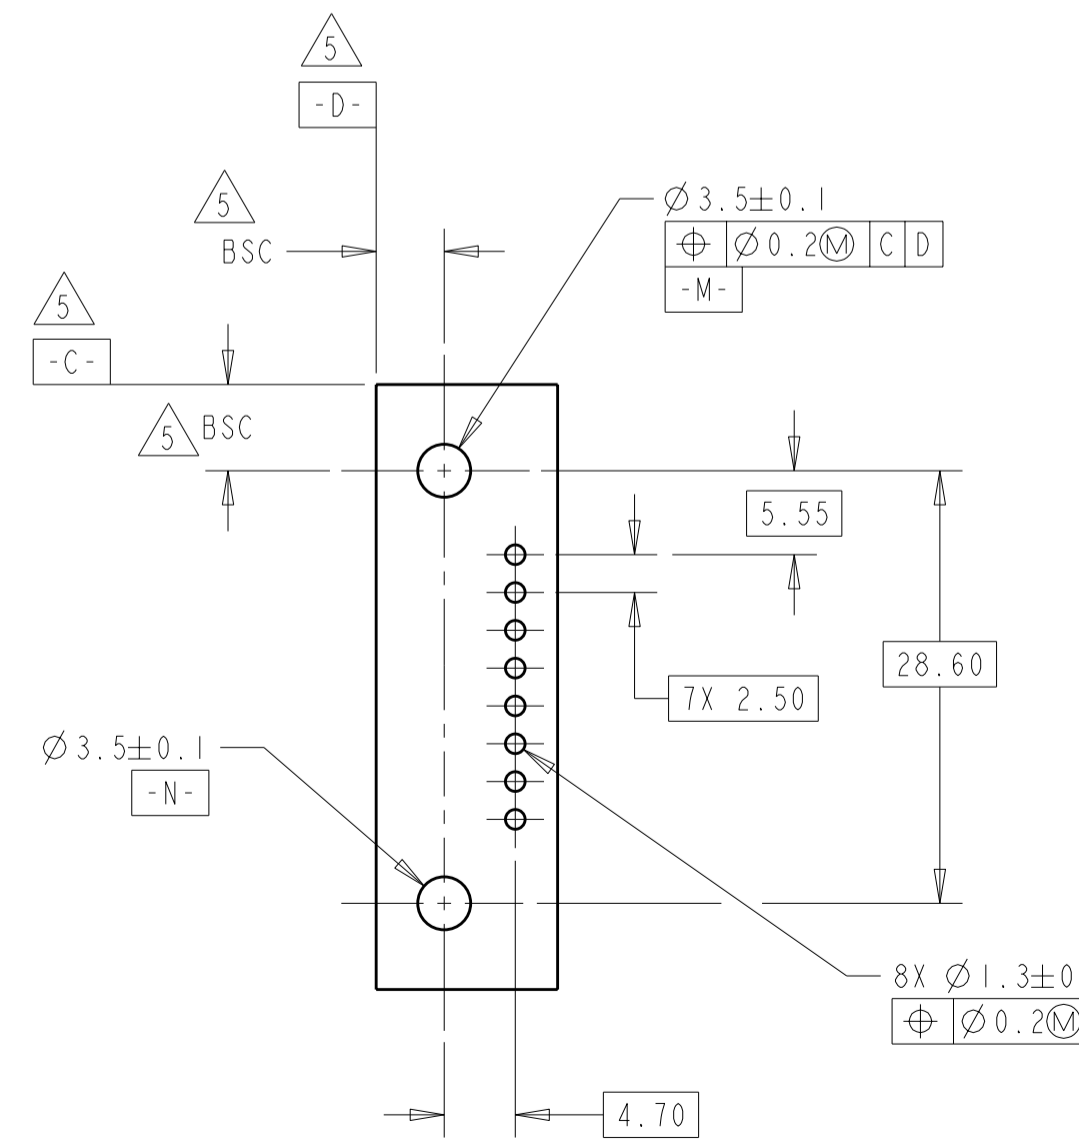 5
-D-
5
BSC
Ø3.5±0.1
⌖ Ø0.2Ⓜ C D
-M-
5
-C-
5 BSC
5.55
28.60
7X 2.50
Ø3.5±0.1
-N-
8X Ø1.3±0
⌖ Ø0.2Ⓜ
4.70